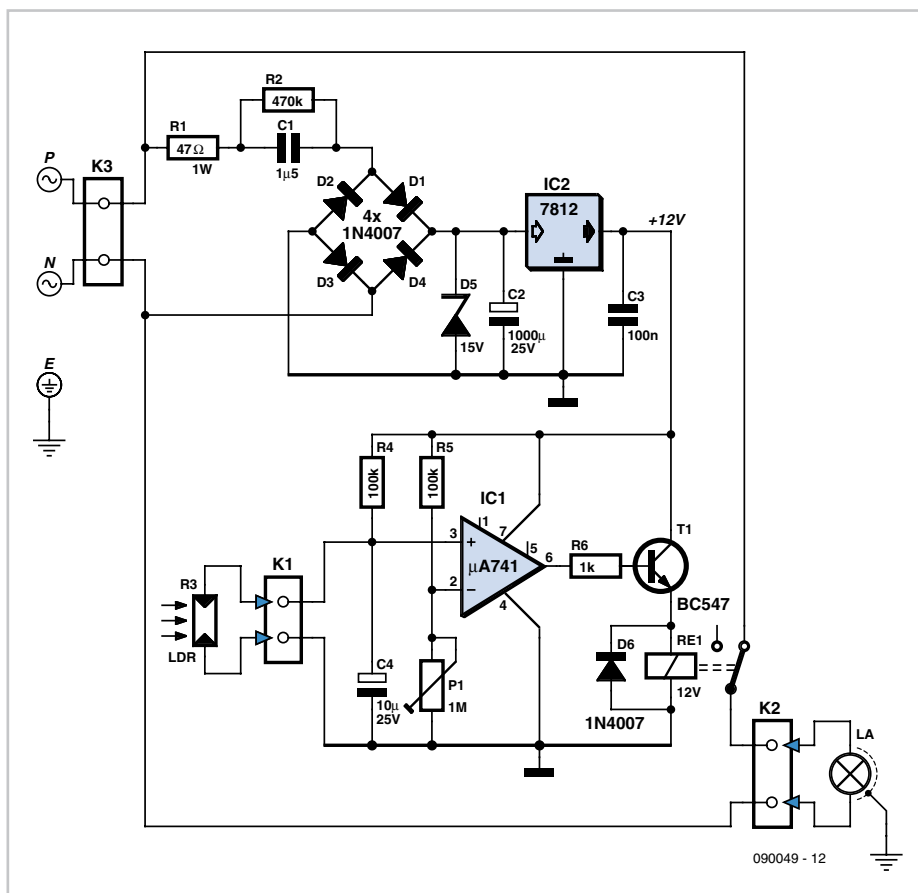 R2
470k
R1
47Ω
1W
C1
1μ5
P
K3
N
E
D2
D1
4x
1N4007
D3
D4
IC2
7812
+12V
D5
15V
C2
1000μ
25V
C3
100n
R4
100k
R5
100k
IC1
1
7
3
+
μA741
5
6
2
–
4
R6
1k
T1
BC547
R3
LDR
K1
C4
10μ
25V
P1
1M
D6
1N4007
RE1
12V
K2
LA
090049 - 12